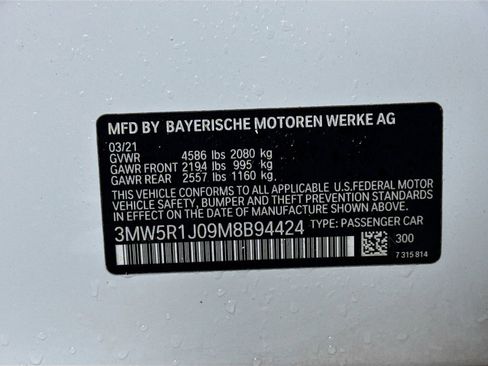 MFD BY BAYERISCHE MOTOREN WERKE AG
03/21
GVWR 4586 lbs 2080 kg
GAWR FRONT 2194 lbs 995 kg
GAWR REAR 2557 lbs 1160 kg
THIS VEHICLE CONFORMS TO ALL APPLICABLE U.S.FEDERAL MOTOR
VEHICLE SAFETY, BUMPER, AND THEFT PREVENTION STANDARDS
IN EFFECT ON THE DATE OF MANUFACTURE SHOWN ABOVE.
3MW5R1J09M8B94424 TYPE: PASSENGER CAR
300
7 315 814